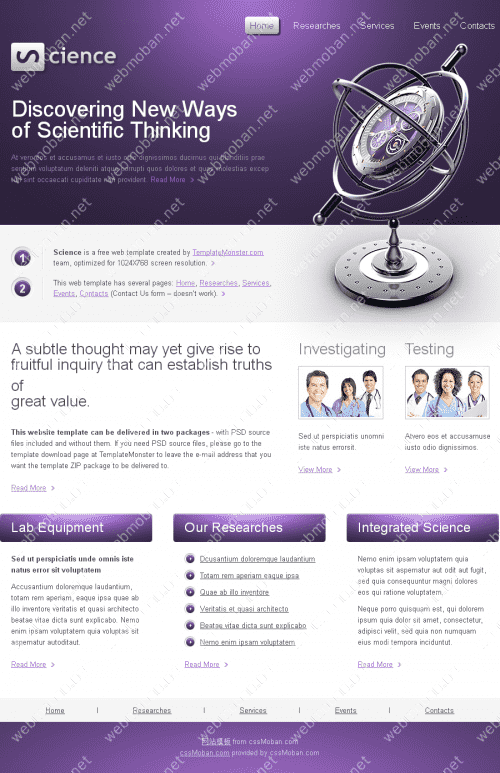 Home Researches Services Events Contacts
Science
Discovering New Ways
of Scientific Thinking
At vero eos et accusamus et iusto odio dignissimos ducimus qui blanditiis prae
sentium voluptatum deleniti atque corrupti quos dolores et quas molestias excep
turi sint occaecati cupiditate non provident. Read More
1
Science is a free web template created by TemplateMonster.com
team, optimized for 1024X768 screen resolution.
2
This web template has several pages: Home, Researches, Services,
Events, Contacts (Contact Us form – doesn't work).
A subtle thought may yet give rise to
fruitful inquiry that can establish truths
of
great value.
This website template can be delivered in two packages - with PSD source
files included and without them. If you need PSD source files, please go to the
template download page at TemplateMonster to leave the e-mail address that you
want the template ZIP package to be delivered to.
Read More
Investigating
Sed ut perspiciatis unomni
iste natus errorsit.
View More
Testing
Atvero eos et accusamuse
iusto odio dignissimos.
View More
Lab Equipment
Sed ut perspiciatis unde omnis iste
natus error sit voluptatem
Accusantium doloremque laudantium,
totam rem aperiam, eaque ipsa quae ab
illo inventore veritatis et quasi architecto
beatae vitae dicta sunt explicabo. Nemo
enim ipsam voluptatem quia voluptas sit
aspernatur autoditaut.
Read More
Our Researches
Dcusantium doloremque laudantium
Totam rem aperiam eaque ipsa
Quae ab illo inventore
Veritatis et quasi architecto
Beatae vitae dicta sunt explicabo
Nemo enim ipsam voluptatem
Read More
Integrated Science
Nemo enim ipsam voluptatem quia
voluptas sit aspernatur aut odit aut fugit,
sed quia consequuntur magni dolores
eos qui ratione voluptatem.
Neque porro quisquam est, qui dolorem
ipsum quia dolor sit amet, consectetur,
adipisci velit, sed quia non numquam
eius modi tempora inciduntut.
Read More
Home | Researches | Services | Events | Contacts
网站模板 from cssMoban.com
cssMoban.com provided by cssMoban.com
webmoban.net